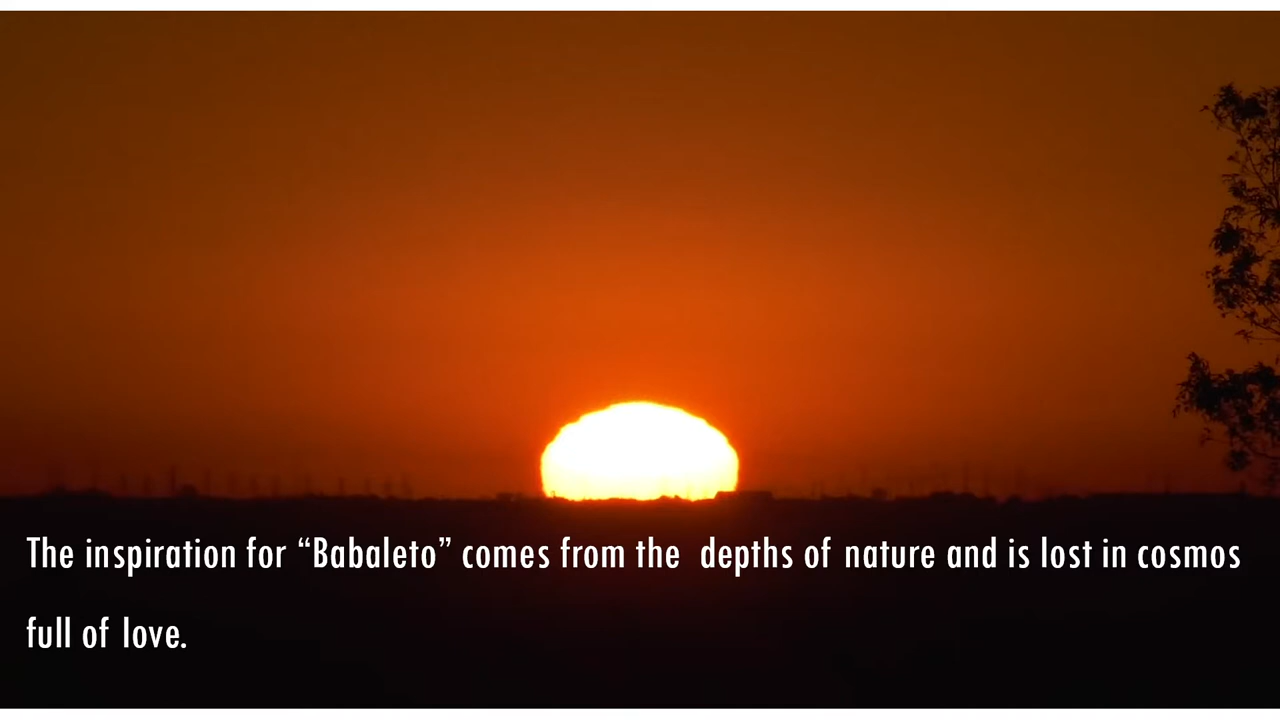 The inspiration for “Babaleto” comes from the depths of nature and is lost in cosmos
full of love.